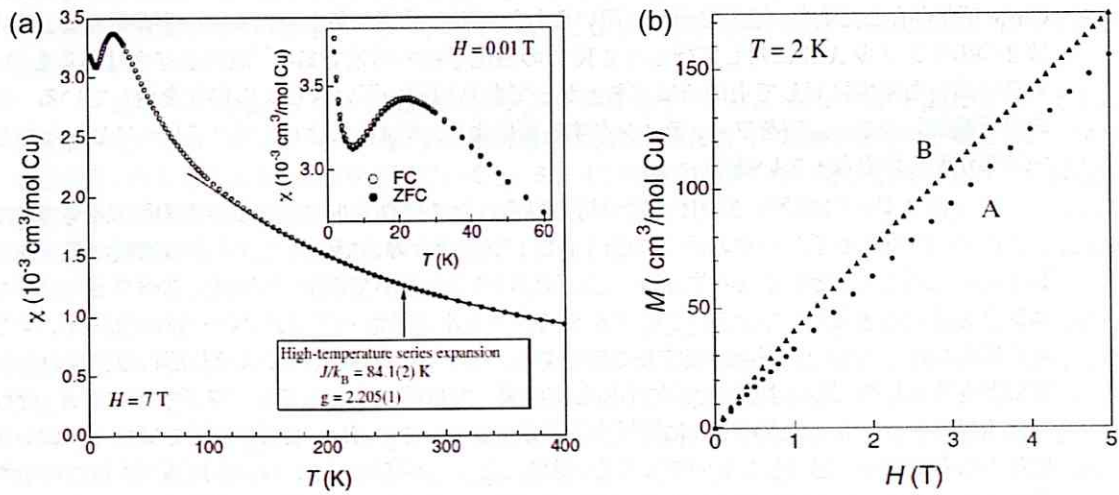 (a)
3.5
3.0
2.5
2.0
1.5
1.0
0.5
0.0
χ (10⁻³ cm³/mol Cu)
0
100
200
300
400
T (K)
H = 7 T
H = 0.01 T
3.5
3.0
χ (10⁻³ cm³/mol Cu)
FC
ZFC
0
20
40
60
T (K)
High-temperature series expansion
J/k_B = 84.1(2) K
g = 2.205(1)
(b)
T = 2 K
150
100
50
0
M ( cm³/mol Cu)
B
A
0
1
2
3
4
5
H (T)